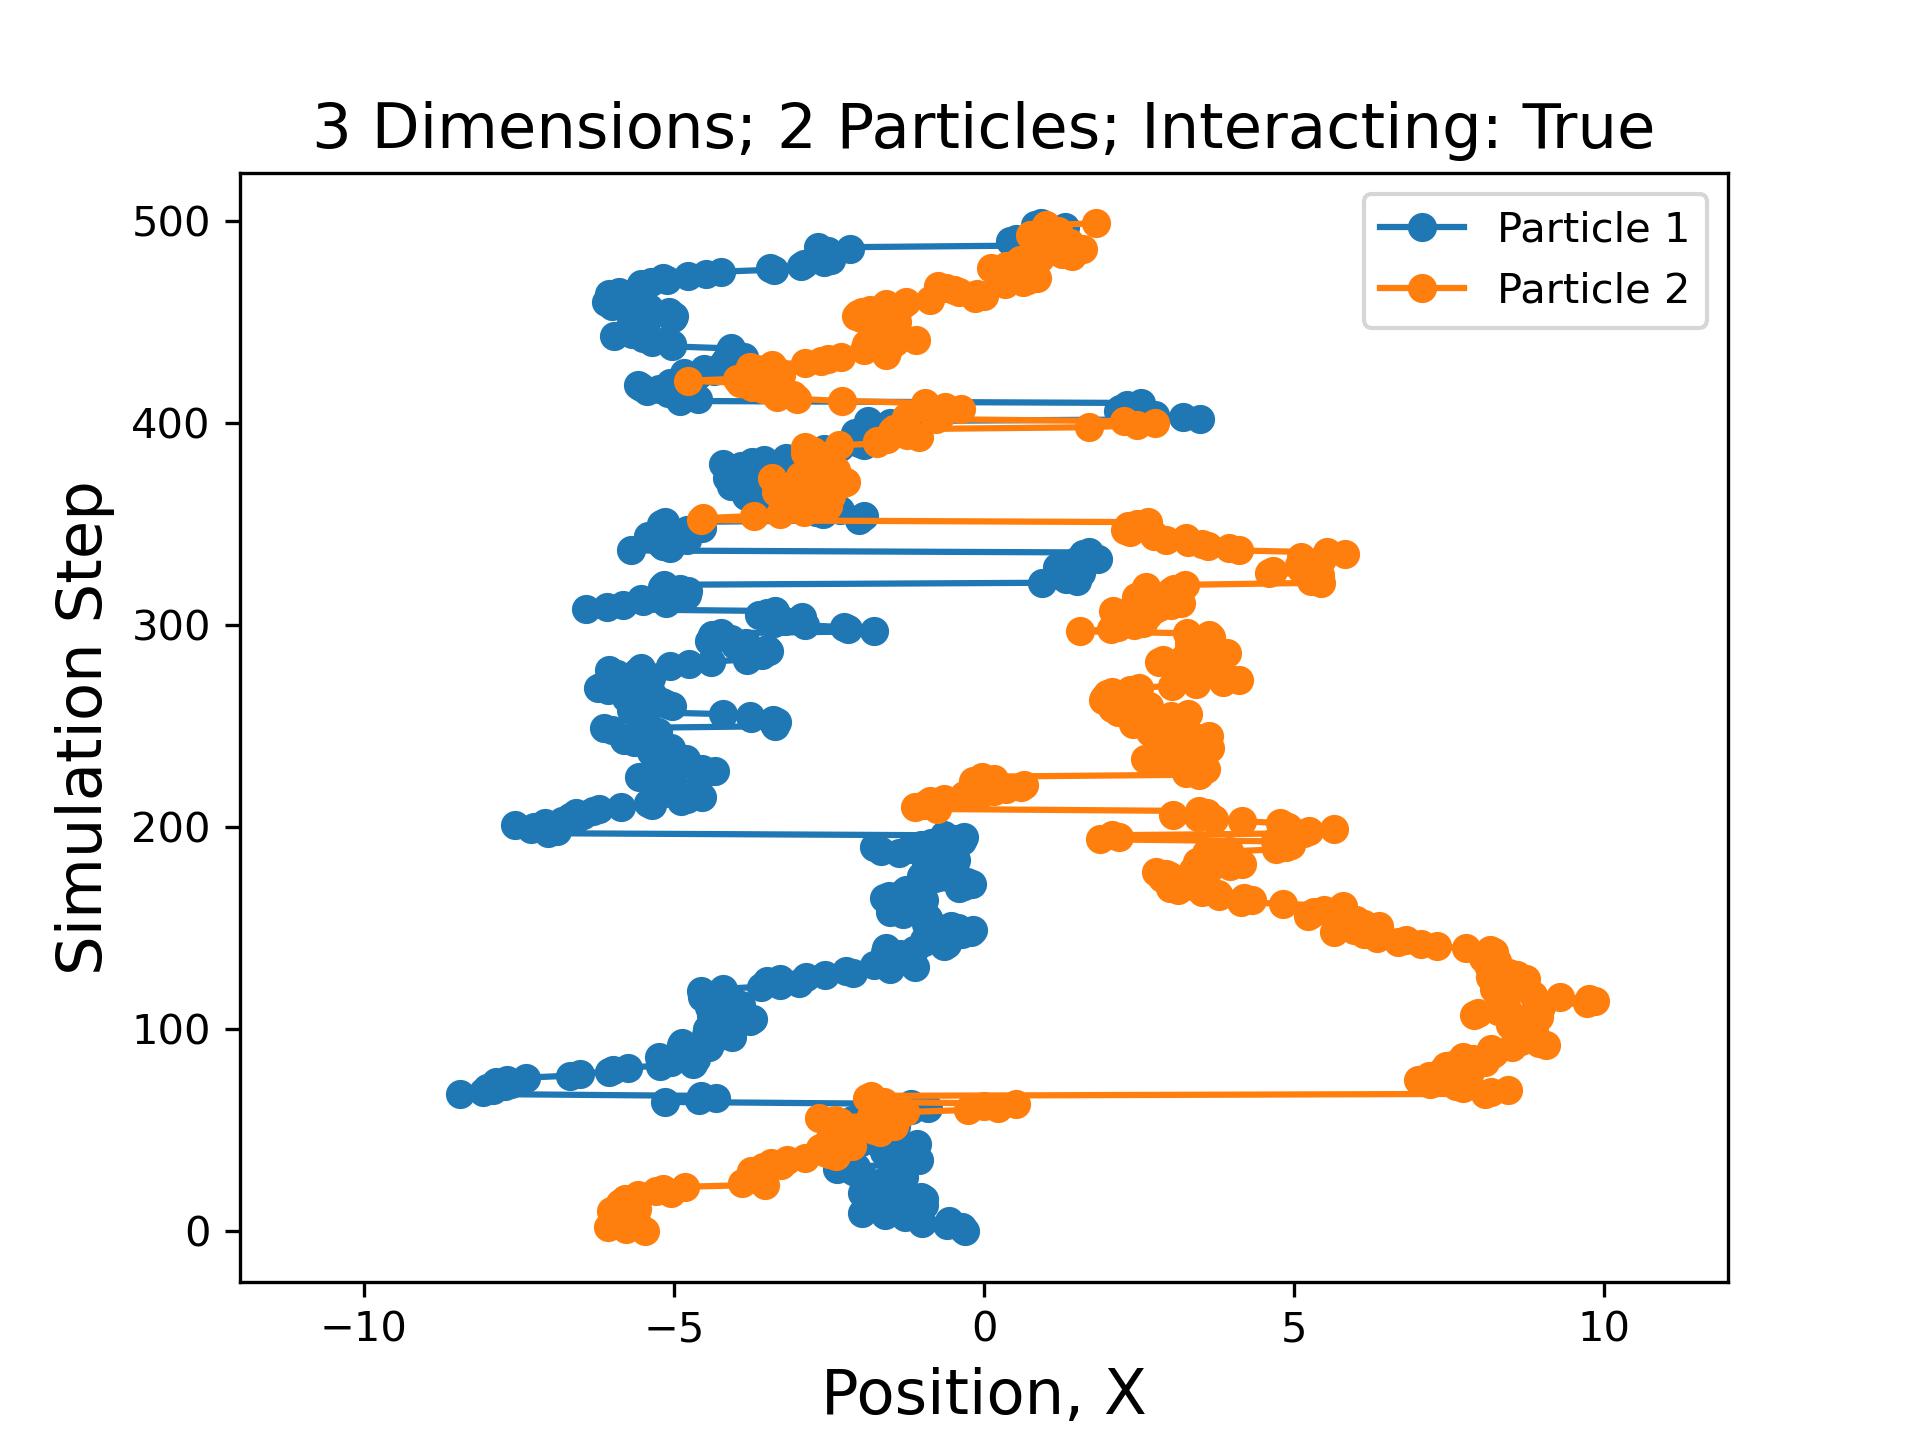 3 Dimensions; 2 Particles; Interacting: True
Particle 1
Particle 2
500
400
300
200
100
0
Simulation Step
−10
−5
0
5
10
Position, X